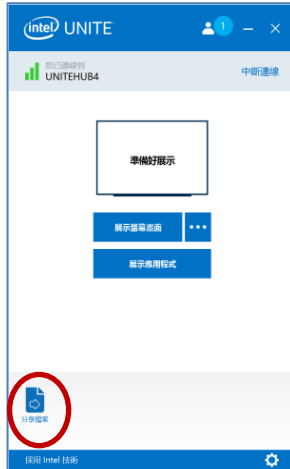 intel UNITE 1
您已連線到
UNITEHUB4
中斷連線
準備好展示
展示螢幕畫面
展示應用程式
分享檔案
採用 Intel 技術